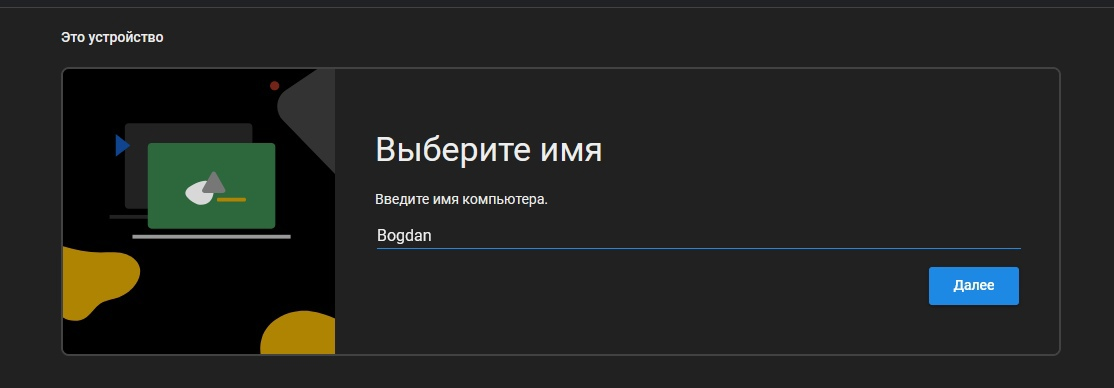 Это устройство
Выберите имя
Введите имя компьютера.
Bogdan
Далее